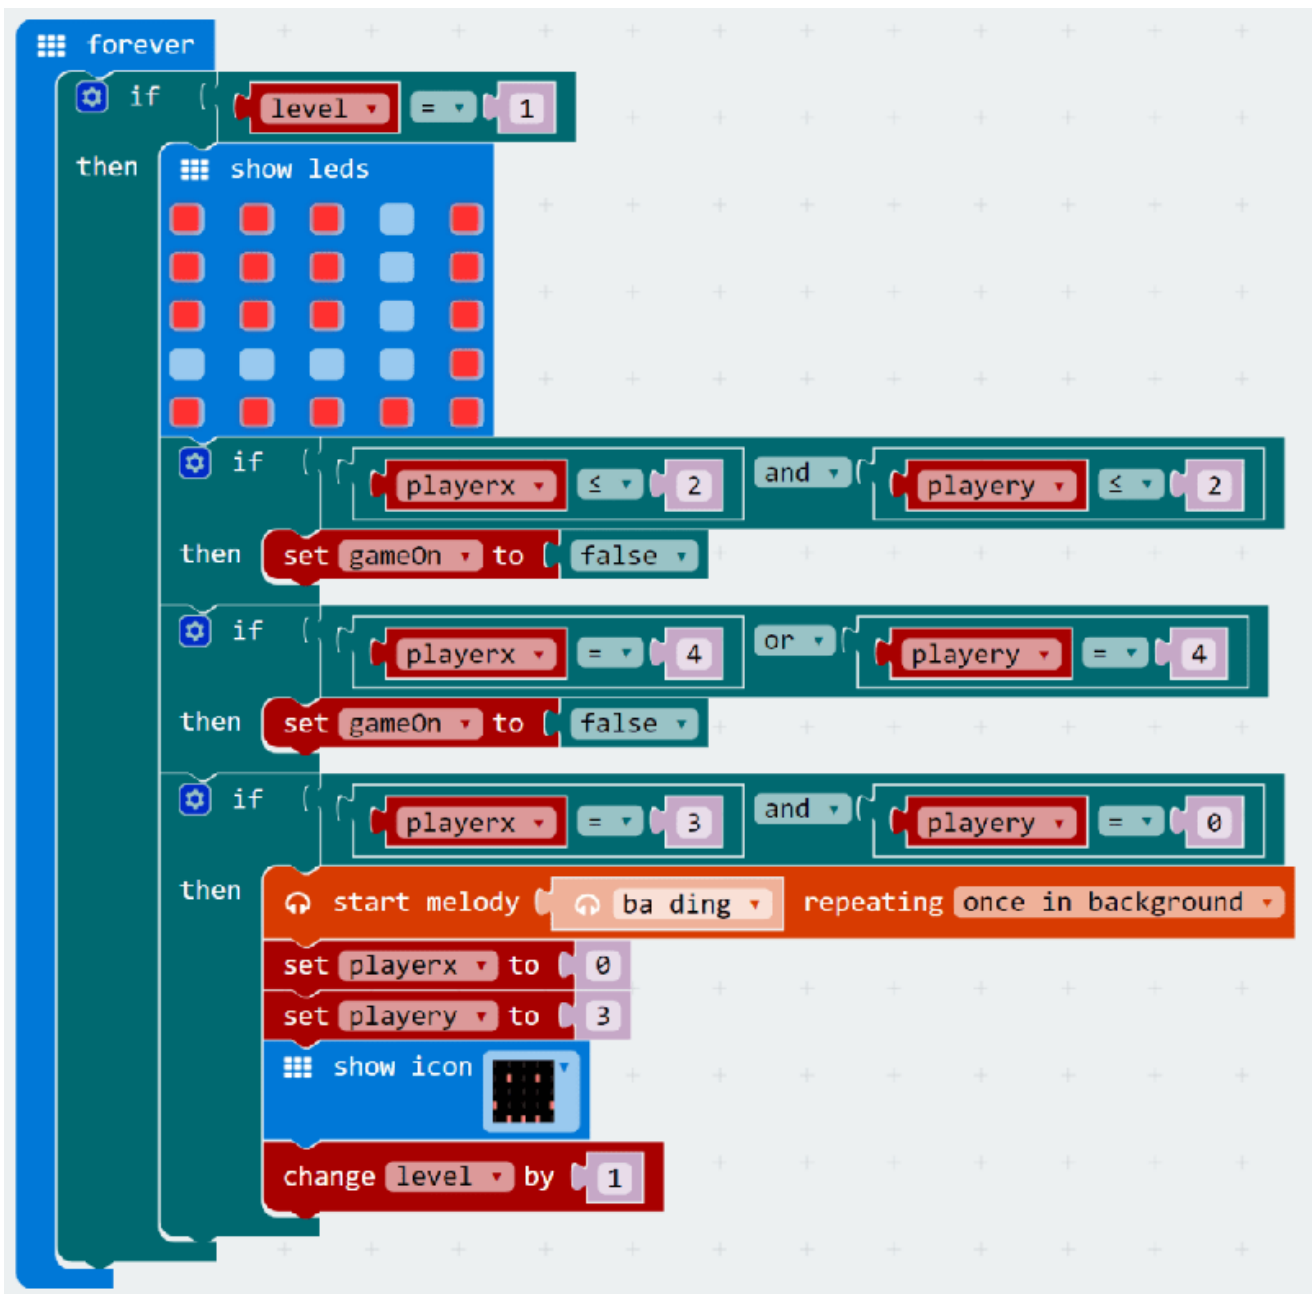 forever
if level = 1
then show leds
if playerx ≤ 2 and playery ≤ 2
then set gameOn to false
if playerx = 4 or playery = 4
then set gameOn to false
if playerx = 3 and playery = 0
then start melody ba ding repeating once in background
set playerx to 0
set playery to 3
show icon
change level by 1